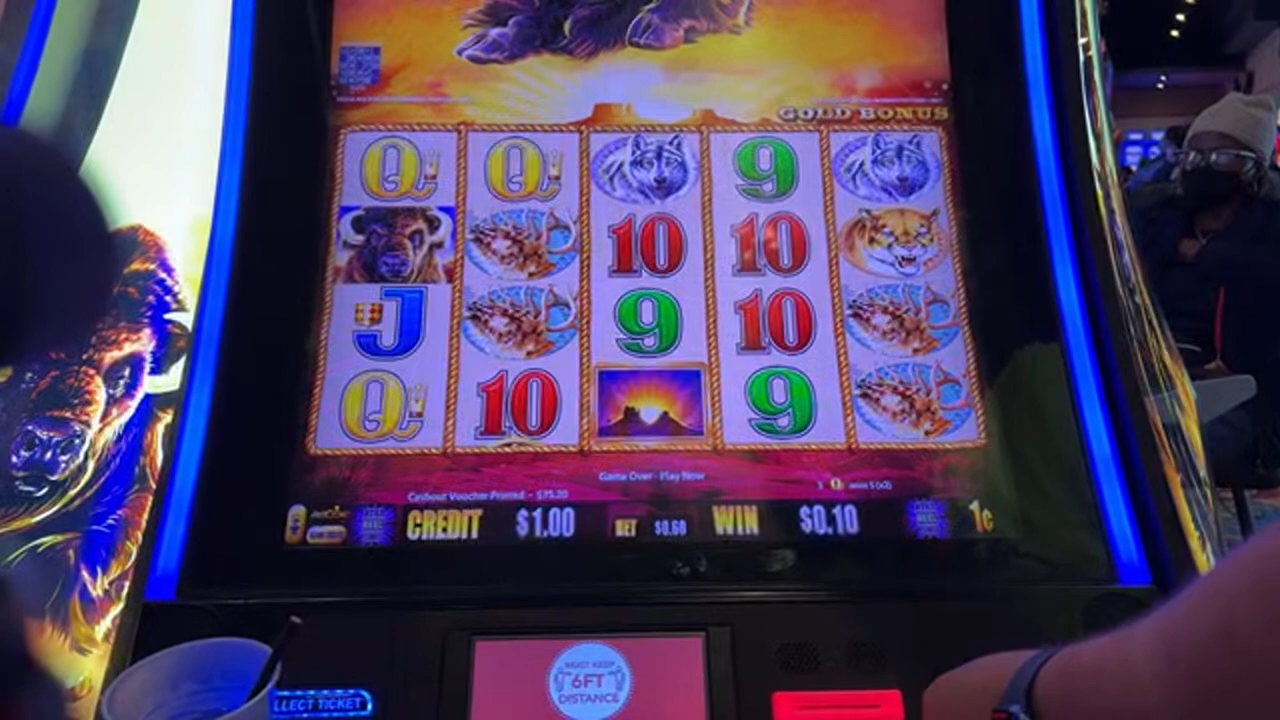 GOLD BONUS
Q Q 9
10 10
J 9 10
Q 10 9
Game Over - Play Now
Cashout Voucher Printed - $75.20
CREDIT $1.00 BET $0.60 WIN $0.10 1¢
LLECT TICKET
MUST KEEP
6FT
DISTANCE